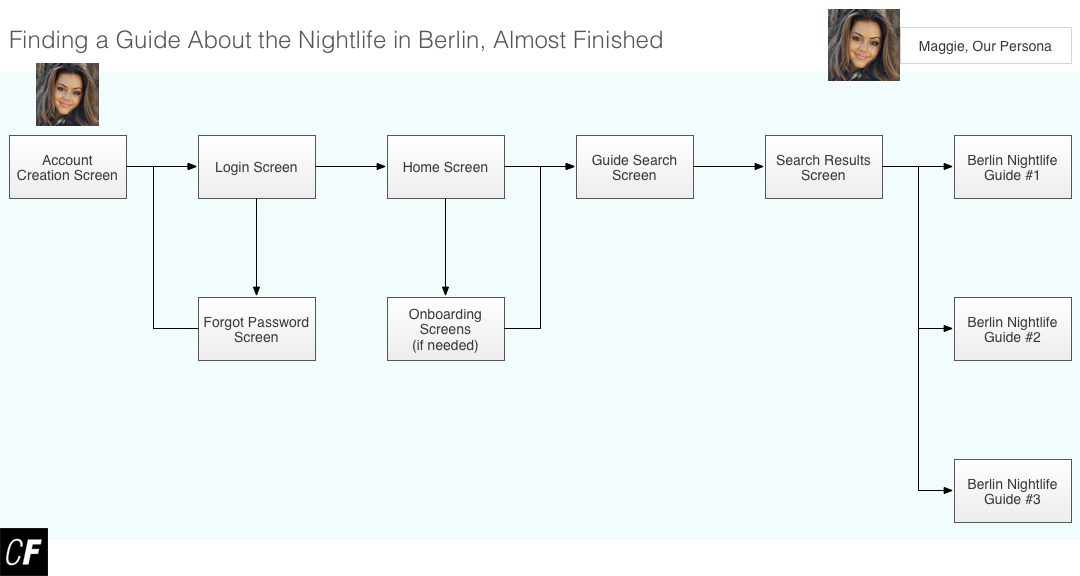 Finding a Guide About the Nightlife in Berlin, Almost Finished
Maggie, Our Persona
Account
Creation Screen
Login Screen
Home Screen
Guide Search
Screen
Search Results
Screen
Berlin Nightlife
Guide #1
Forgot Password
Screen
Onboarding
Screens
(if needed)
Berlin Nightlife
Guide #2
Berlin Nightlife
Guide #3
CF